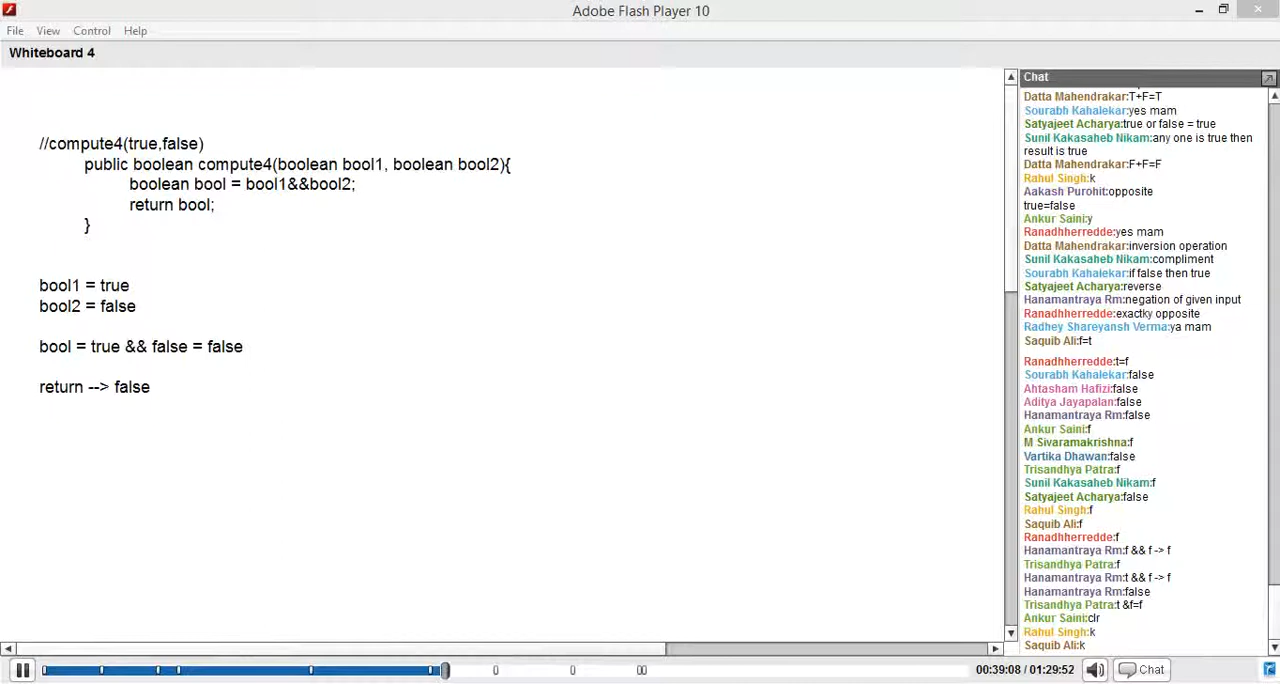 Adobe Flash Player 10
File View Control Help
Whiteboard 4
//compute4(true,false)
public boolean compute4(boolean bool1, boolean bool2){
boolean bool = bool1&&bool2;
return bool;
}
bool1 = true
bool2 = false
bool = true && false = false
return --> false
Chat
Datta Mahendrakar:T+F=T
Sourabh Kahalekar:yes mam
Satyajeet Acharya:true or false = true
Sunil Kakasaheb Nikam:any one is true then
result is true
Datta Mahendrakar:F+F=F
Rahul Singh:k
Aakash Purohit:opposite
true=false
Ankur Saini:y
Ranadhherredde:yes mam
Datta Mahendrakar:inversion operation
Sunil Kakasaheb Nikam:compliment
Sourabh Kahalekar:if false then true
Satyajeet Acharya:reverse
Hanamantraya Rm:negation of given input
Ranadhherredde:exactky opposite
Radhey Shareyansh Verma:ya mam
Saquib Ali:f=t
Ranadhherredde:t=f
Sourabh Kahalekar:false
Ahtasham Hafizi:false
Aditya Jayapalan:false
Hanamantraya Rm:false
Ankur Saini:f
M Sivaramakrishna:f
Vartika Dhawan:false
Trisandhya Patra:f
Sunil Kakasaheb Nikam:f
Satyajeet Acharya:false
Rahul Singh:f
Saquib Ali:f
Ranadhherredde:f
Hanamantraya Rm:f && f -> f
Trisandhya Patra:f
Hanamantraya Rm:t && f -> f
Hanamantraya Rm:false
Trisandhya Patra:t &f=f
Ankur Saini:clr
Rahul Singh:k
Saquib Ali:k
00:39:08 / 01:29:52 Chat